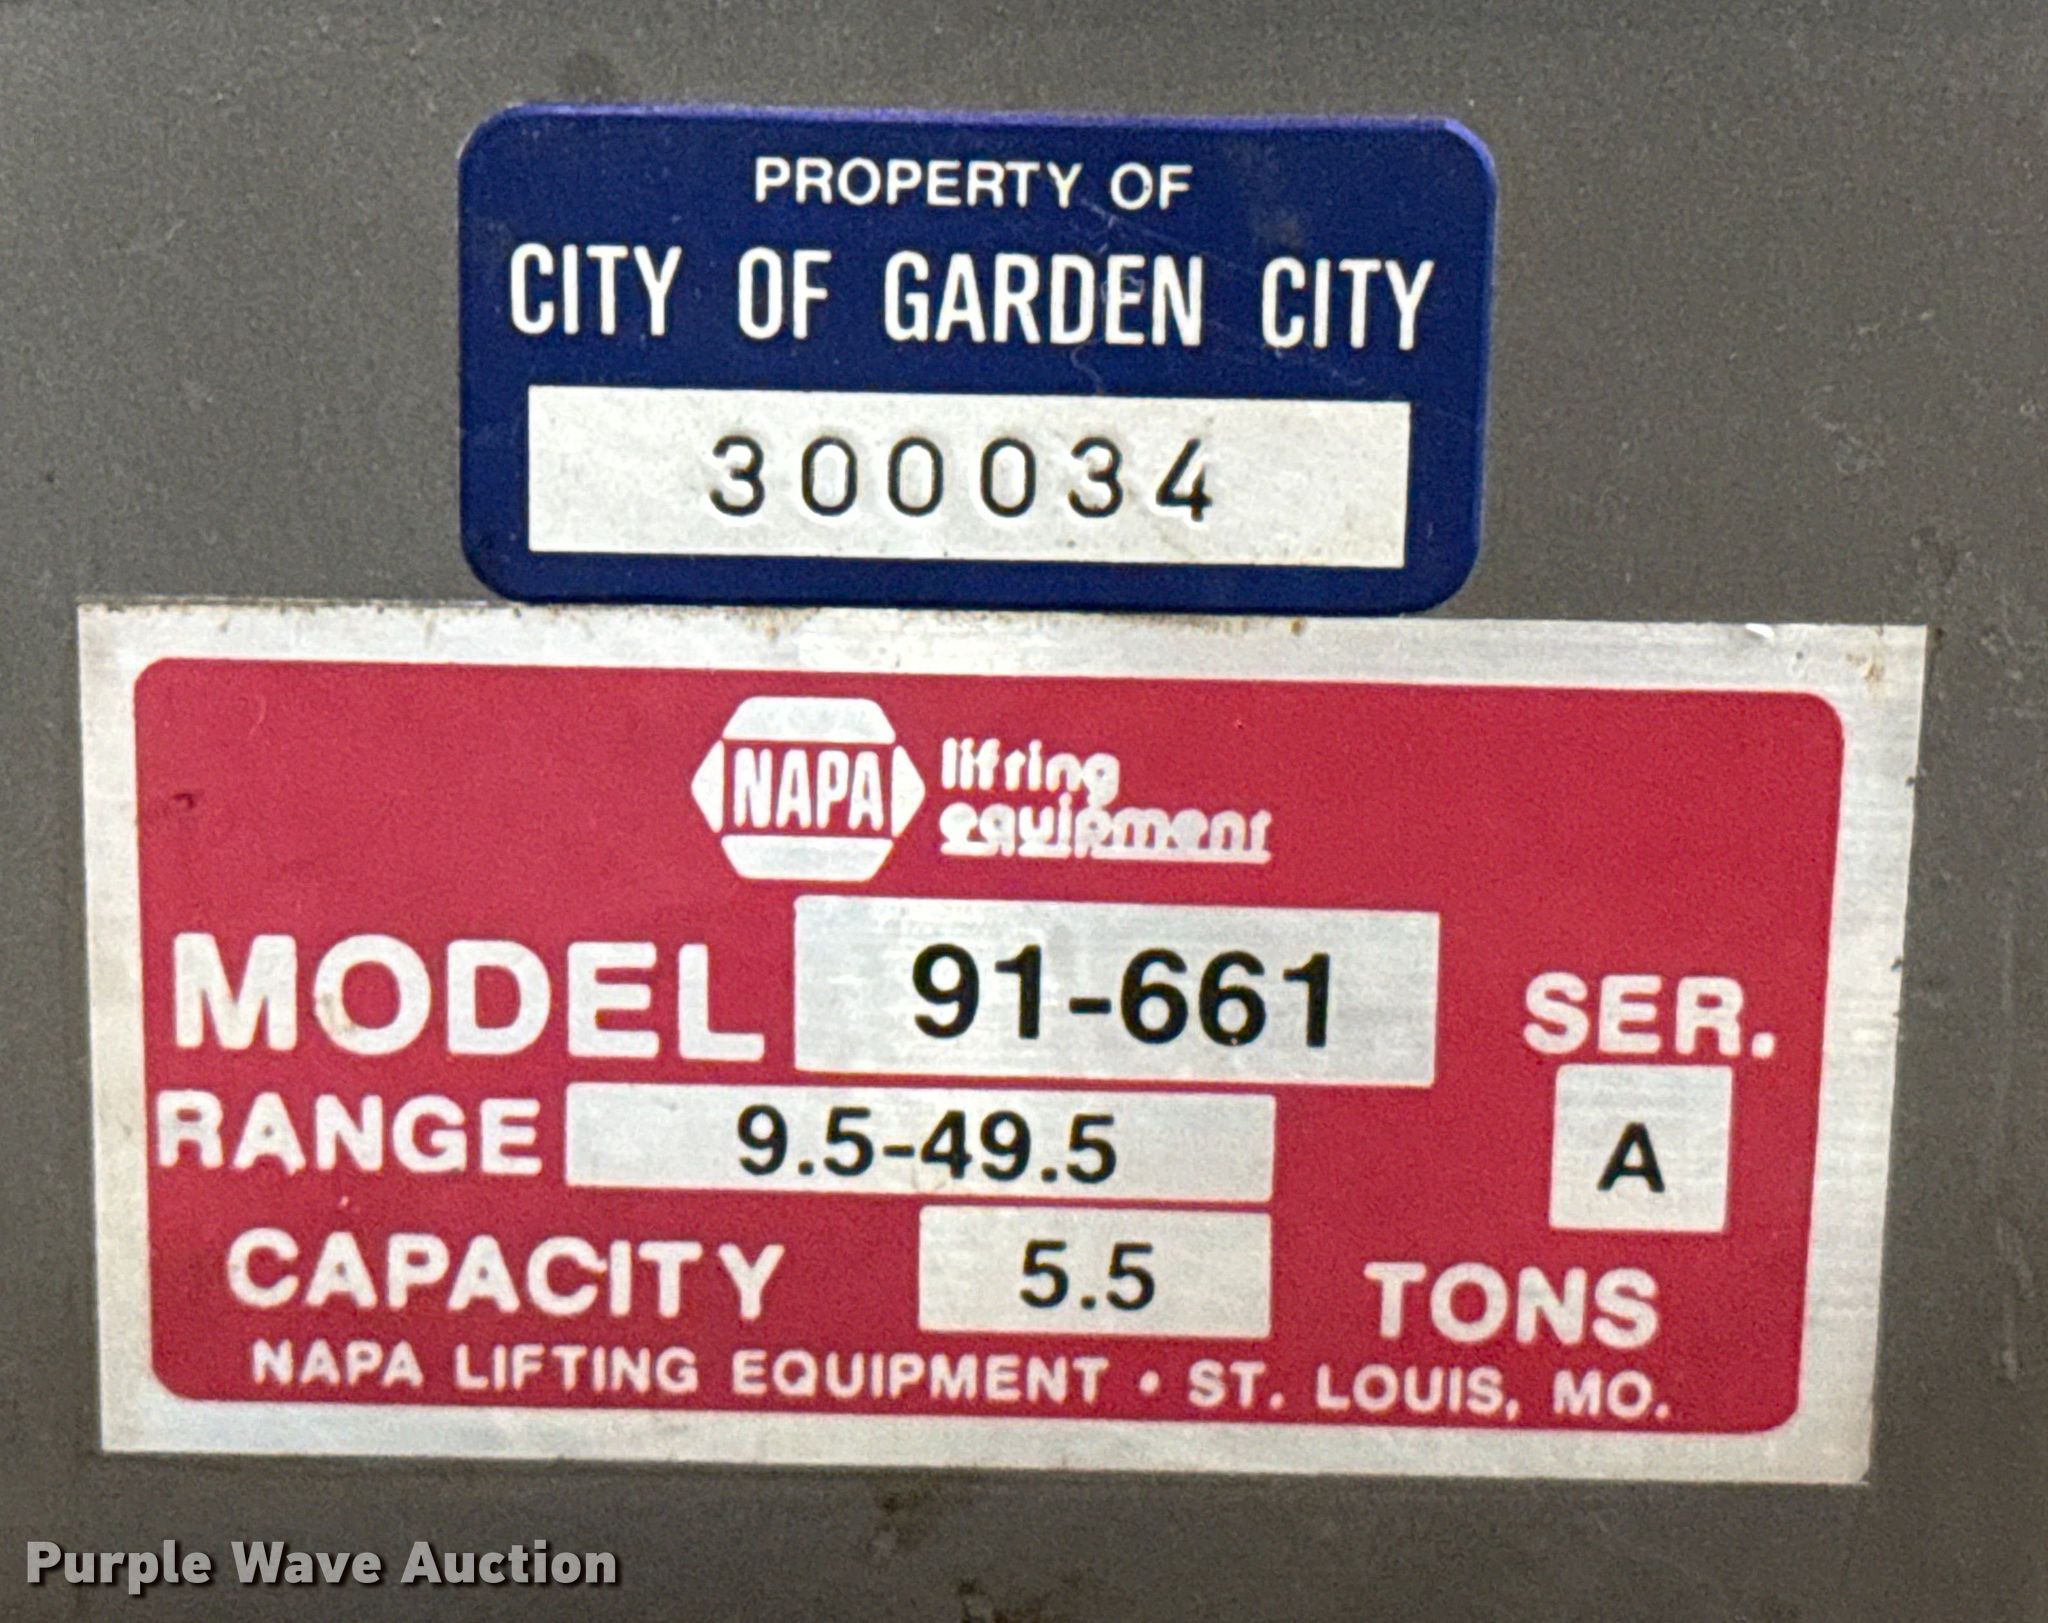 PROPERTY OF
CITY OF GARDEN CITY
300034
NAPA lifting
equipment
MODEL 91-661 SER.
RANGE 9.5-49.5 A
CAPACITY 5.5 TONS
NAPA LIFTING EQUIPMENT • ST. LOUIS, MO.
Purple Wave Auction